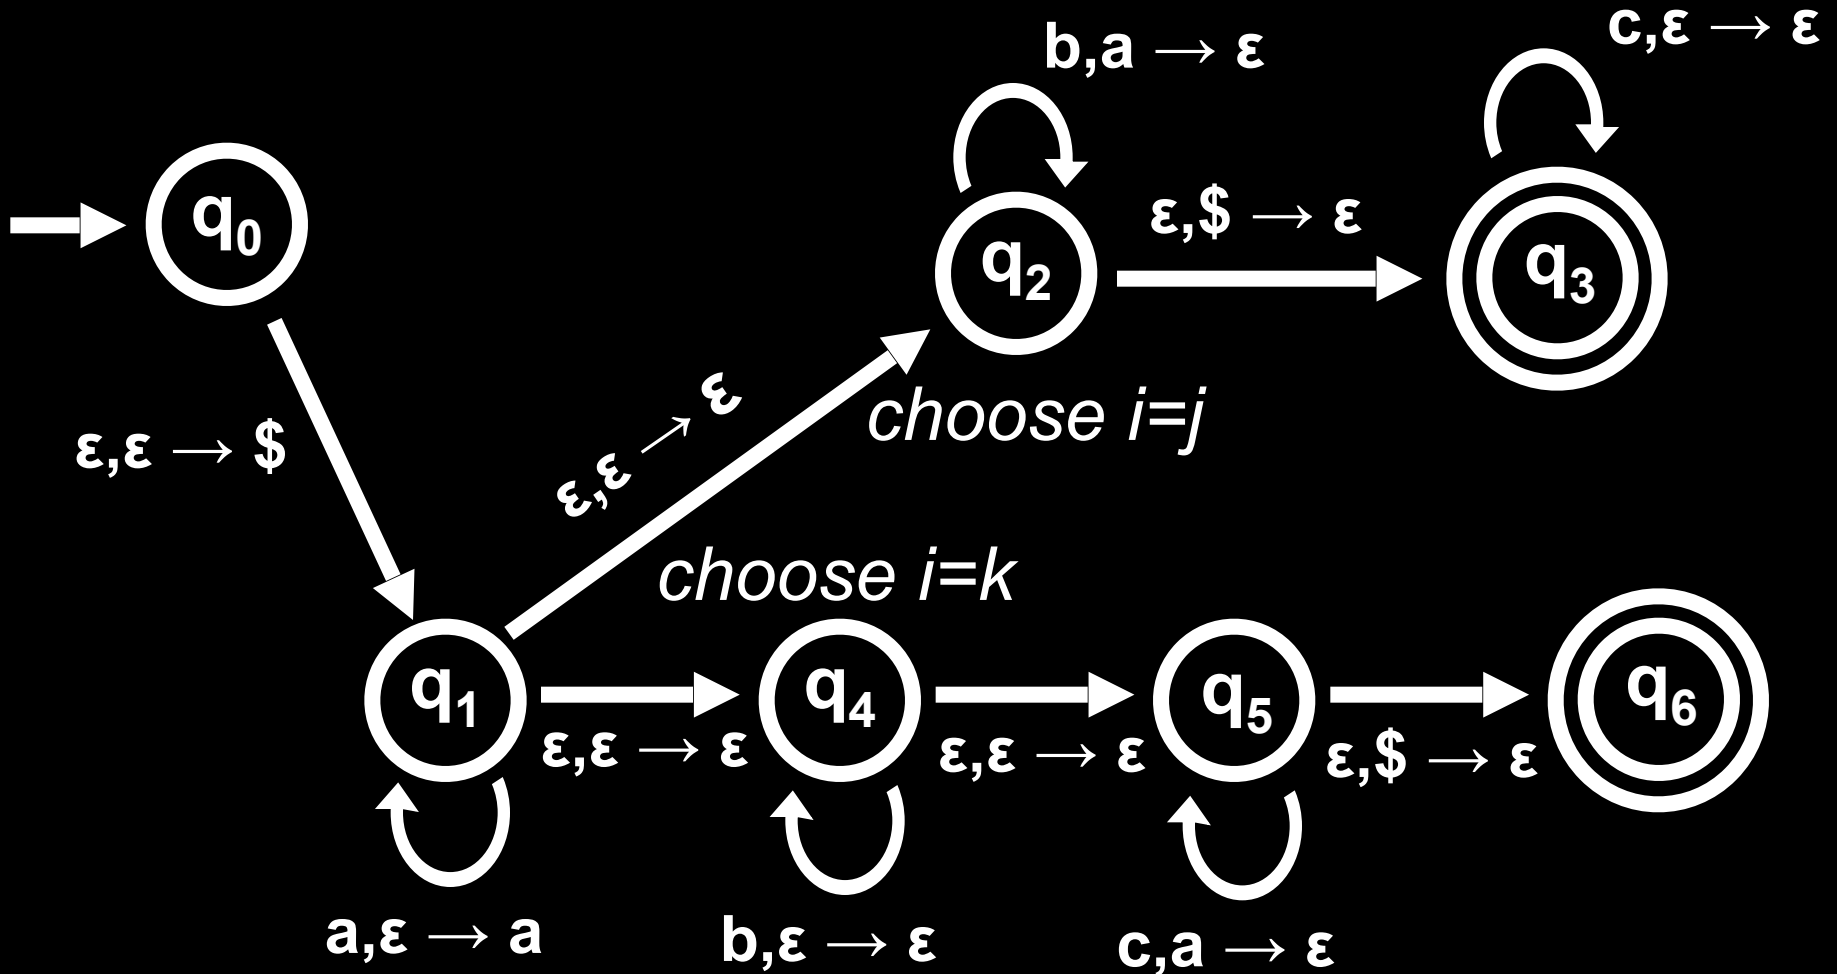 c,ε → ε
b,a → ε
q0
ε,$ → ε
q2
q3
ε,ε → ε
choose i=j
ε,ε → $
choose i=k
q1
q4
q5
q6
ε,ε → ε
ε,ε → ε
ε,$ → ε
a,ε → a
b,ε → ε
c,a → ε